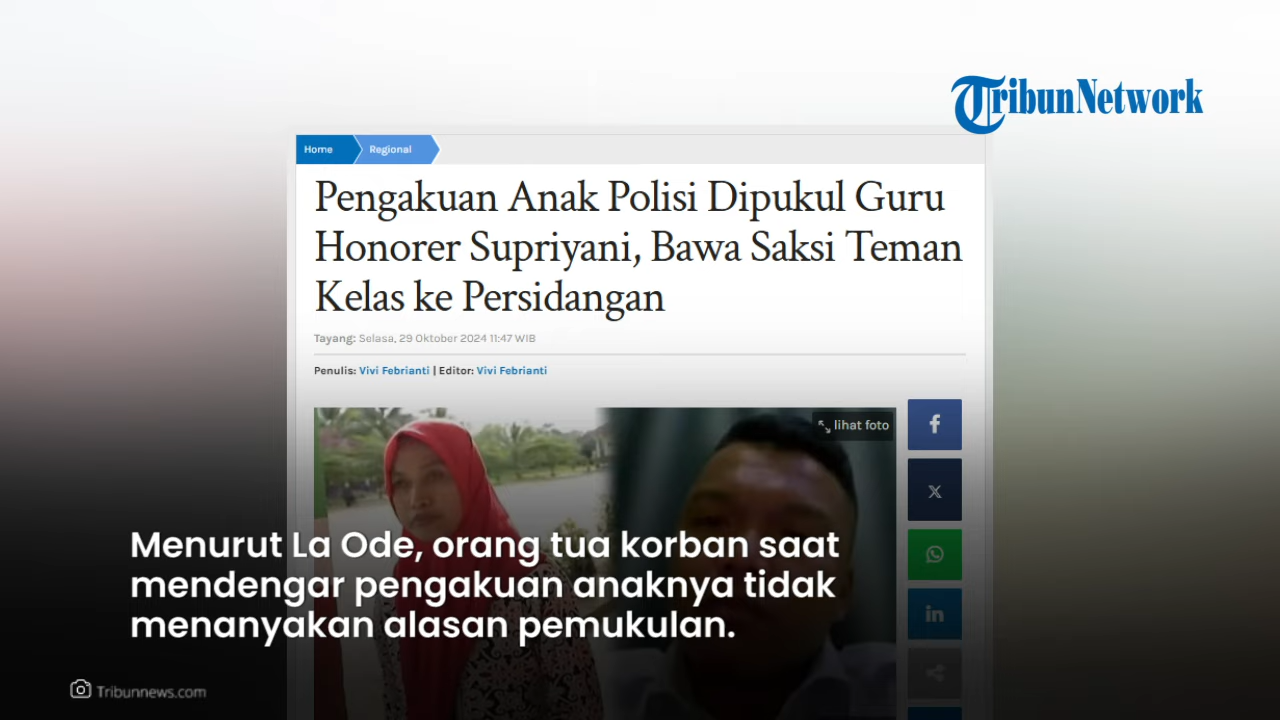 TribunNetwork
Home
Regional
Pengakuan Anak Polisi Dipukul Guru
Honorer Supriyani, Bawa Saksi Teman
Kelas ke Persidangan
Tayang: Selasa, 29 Oktober 2024 11:47 WIB
Penulis: Vivi Febrianti | Editor: Vivi Febrianti
lihat foto
Menurut La Ode, orang tua korban saat
mendengar pengakuan anaknya tidak
menanyakan alasan pemukulan.
Tribunnews.com